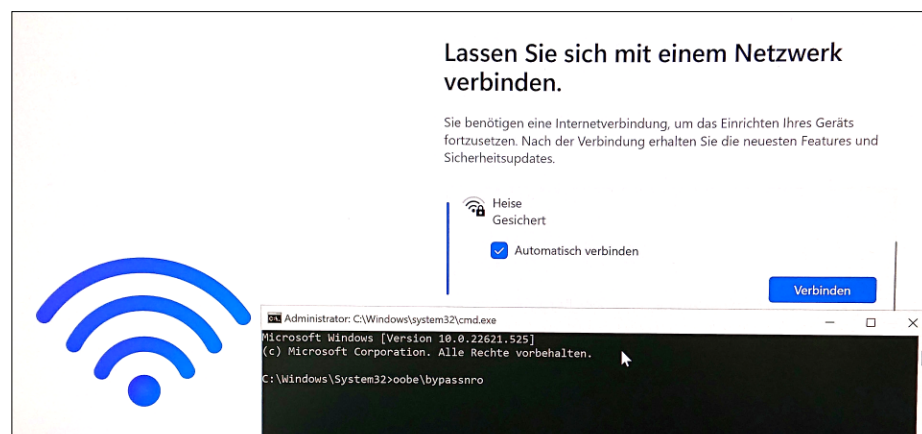 Lassen Sie sich mit einem Netzwerk
verbinden.
Sie benötigen eine Internetverbindung, um das Einrichten Ihres Geräts
fortzusetzen. Nach der Verbindung erhalten Sie die neuesten Features und
Sicherheitsupdates.
Heise
Gesichert
Automatisch verbinden
Verbinden
Administrator: C:\Windows\system32\cmd.exe
Microsoft Windows [Version 10.0.22621.525]
(c) Microsoft Corporation. Alle Rechte vorbehalten.
C:\Windows\System32>oobe\bypassnro